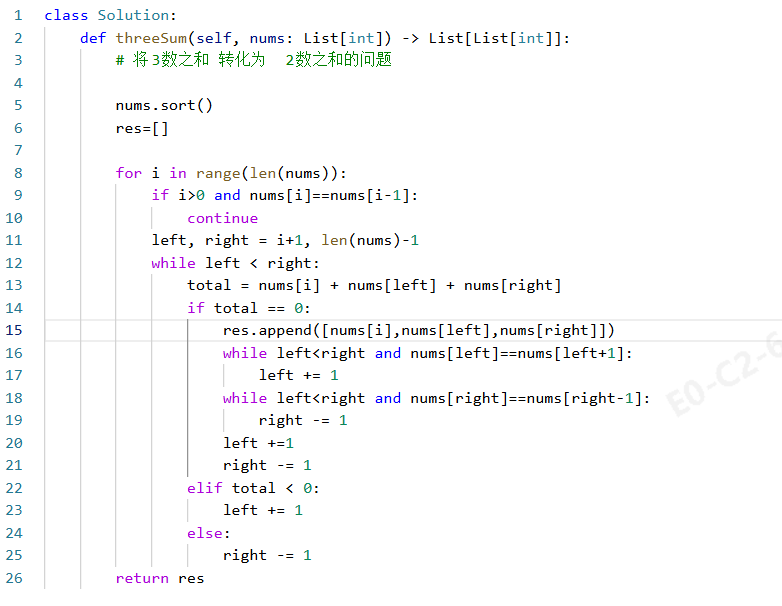 1 class Solution:
2     def threeSum(self, nums: List[int]) -> List[List[int]]:
3         # 将3数之和 转化为  2数之和的问题
4
5         nums.sort()
6         res=[]
7
8         for i in range(len(nums)):
9             if i>0 and nums[i]==nums[i-1]:
10                 continue
11             left, right = i+1, len(nums)-1
12             while left < right:
13                 total = nums[i] + nums[left] + nums[right]
14                 if total == 0:
15                     res.append([nums[i],nums[left],nums[right]])
16                     while left<right and nums[left]==nums[left+1]:
17                         left += 1
18                     while left<right and nums[right]==nums[right-1]:
19                         right -= 1
20                     left +=1
21                     right -= 1
22                 elif total < 0:
23                     left += 1
24                 else:
25                     right -= 1
26         return res
E0-C2-6